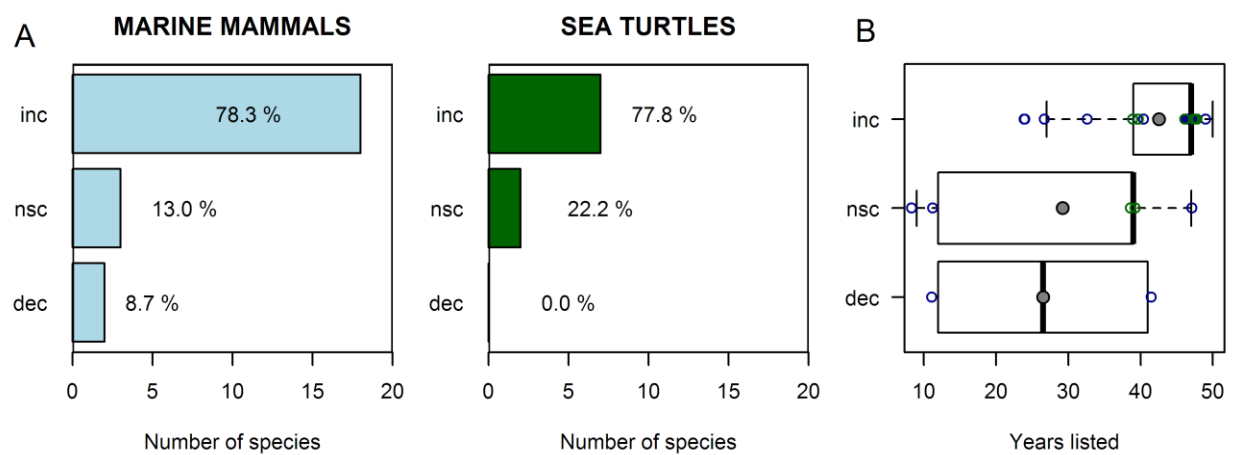 A
MARINE MAMMALS
inc
78.3 %
nsc
13.0 %
dec
8.7 %
0 5 10 15 20
Number of species
SEA TURTLES
inc
77.8 %
nsc
22.2 %
dec
0.0 %
0 5 10 15 20
Number of species
B
inc
nsc
dec
10 20 30 40 50
Years listed